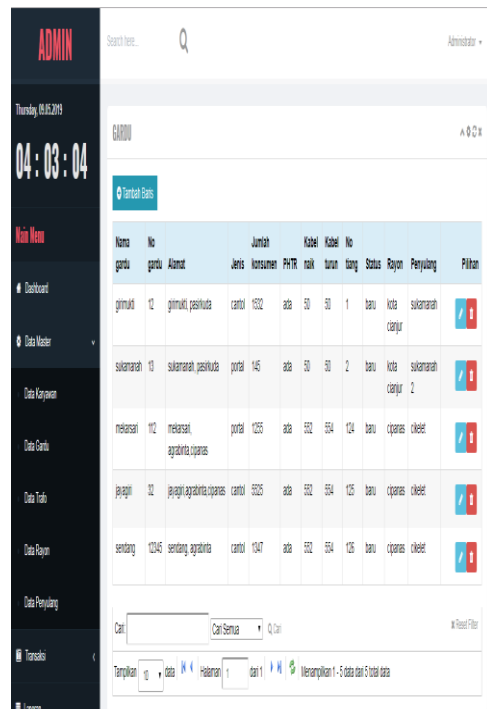 ADMIN
Search here...
Administrator
Thursday, 09.05.2019
04 : 03 : 04
Main Menu
Dashboard
Data Master
Data Karyawan
Data Gardu
Data Trafo
Data Rayon
Data Penyulang
Transaksi
Laporan
GARDU
Tambah Baris
Nama gardu No gardu Alamat Jenis Jumlah konsumen PHTR Kabel naik Kabel turun No tiang Status Rayon Penyulang Pilihan
girimukti 12 girimukti, pasirkuda cantol 1532 ada 50 50 1 baru kota cianjur sukamanah
sukamanah 13 sukamanah, pasirkuda portal 145 ada 50 50 2 baru kota cianjur sukamanah 2
mekarsari 112 mekarsari, agrabinta,cipanas portal 1255 ada 552 554 124 baru cipanas cikelet
jayagiri 32 jayagiri,agrabinta,cipanas cantol 5525 ada 552 554 125 baru cipanas cikelet
sendang 12345 sendang, agrabinta cantol 1347 ada 552 554 126 baru cipanas cikelet
Cari: Cari Semua Cari Reset Filter
Tampilkan 10 data Halaman 1 dari 1 Menampilkan 1 - 5 data dari 5 total data